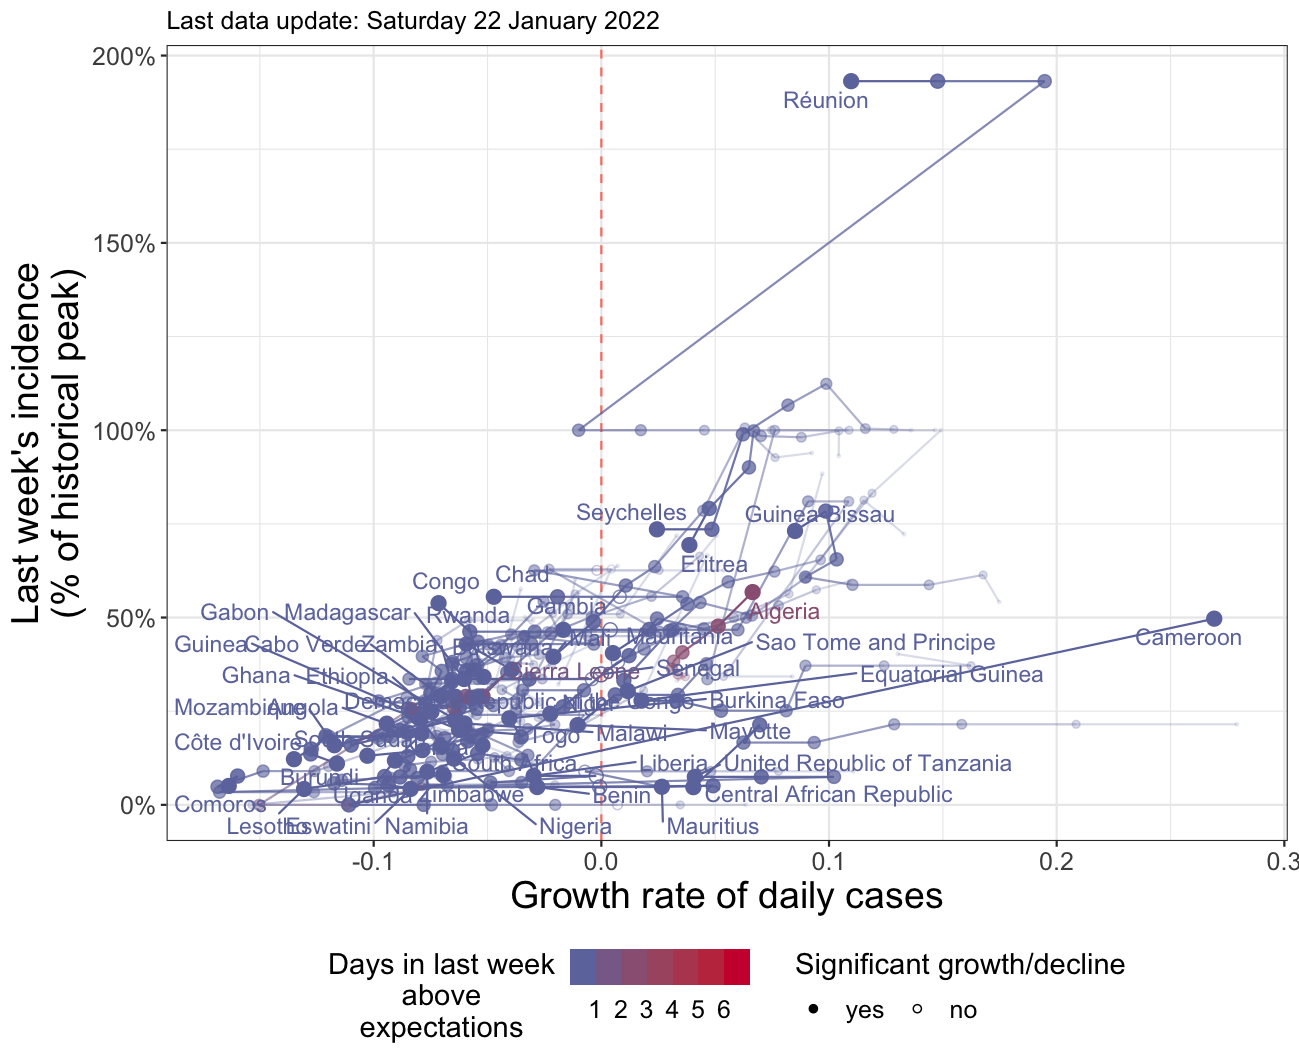 Last data update: Saturday 22 January 2022
200%
150%
100%
50%
0%
Last week's incidence
(% of historical peak)
Réunion
Seychelles
Guinea-Bissau
Eritrea
Congo
Chad
Gambia
Algeria
Gabon
Madagascar
Rwanda
Cameroon
Guinea
Cabo Verde
Zambia
Botswana
Mali
Mauritania
Sao Tome and Principe
Ghana
Ethiopia
Sierra Leone
Senegal
Equatorial Guinea
Mozambique
Angola
Niger
Congo
Burkina Faso
Côte d'Ivoire
Togo
Malawi
Mayotte
South Africa
Liberia
United Republic of Tanzania
Burundi
Comoros
Uganda
Zimbabwe
Benin
Central African Republic
Lesotho
Eswatini
Namibia
Nigeria
Mauritius
-0.1
0.0
0.1
0.2
0.3
Growth rate of daily cases
Days in last week
above
expectations
1 2 3 4 5 6
Significant growth/decline
yes
no